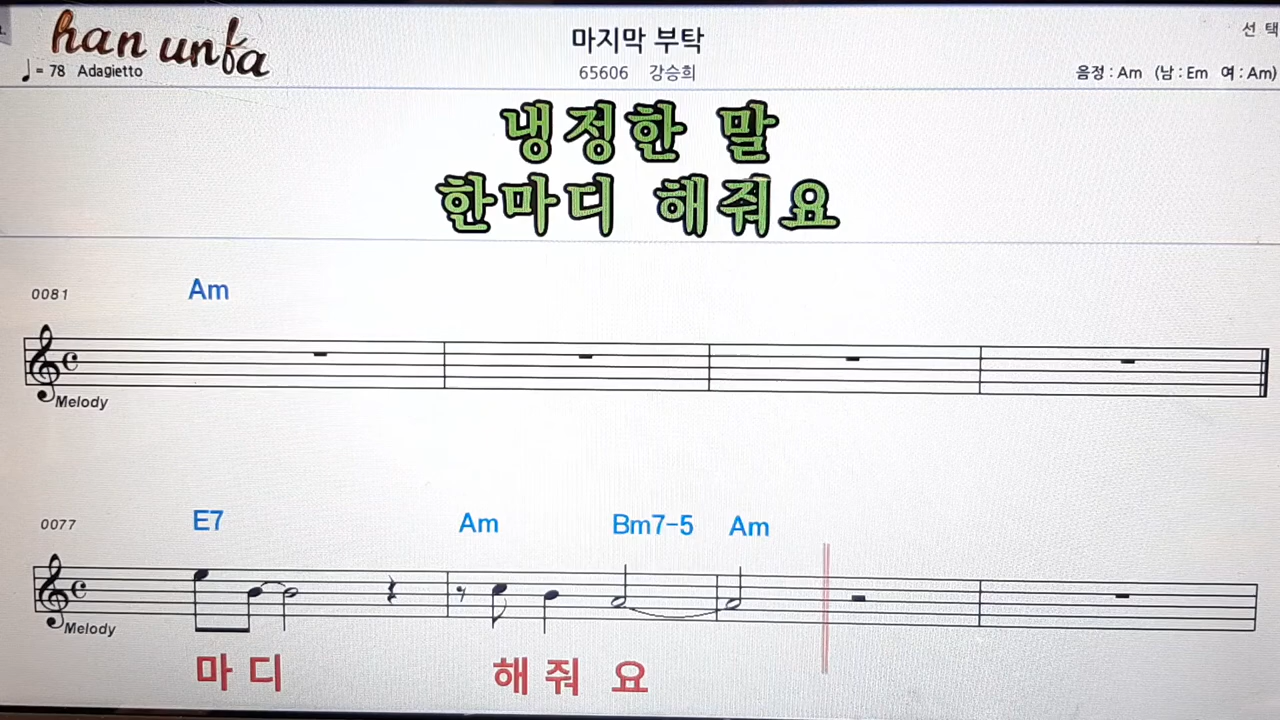 han unfa
마지막 부탁
선 택
♩= 78 Adagietto
65606 강승희
음정 : Am (남 : Em 여 : Am)
냉정한 말
한마디 해줘요
0081 Am
Melody
0077 E7 Am Bm7-5 Am
Melody
마 디 해 줘 요